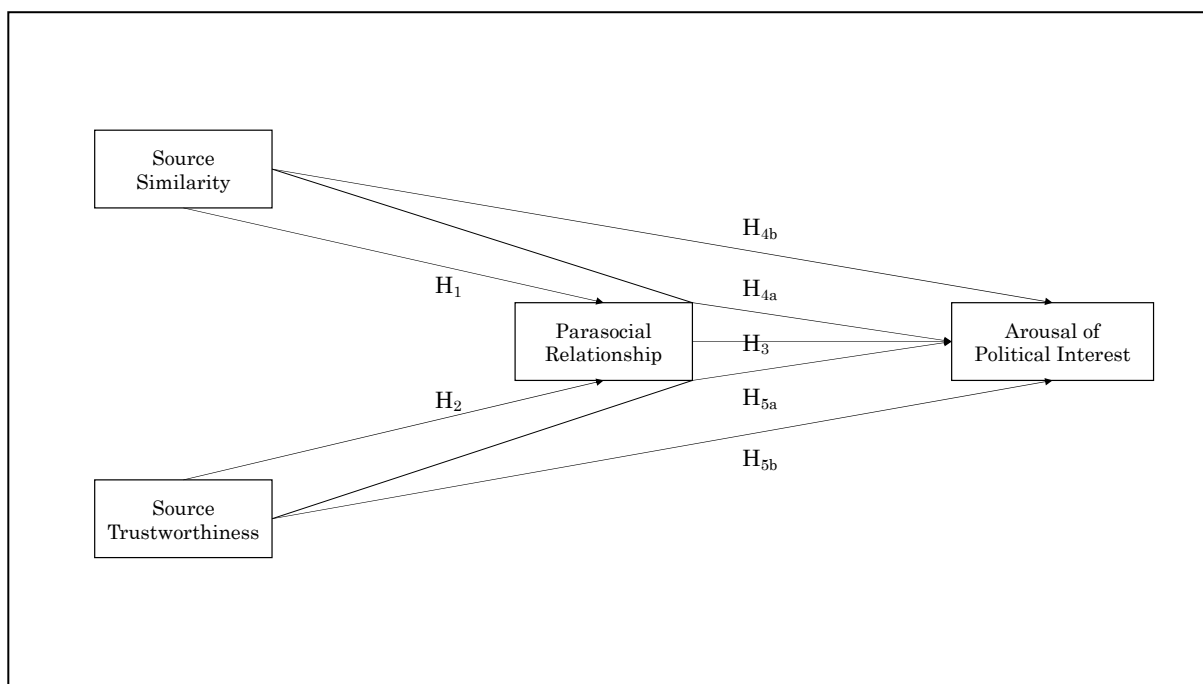 Source
Similarity
H₄b
H₁
H₄a
Parasocial
Relationship
H₃
Arousal of
Political Interest
H₂
H₅a
H₅b
Source
Trustworthiness